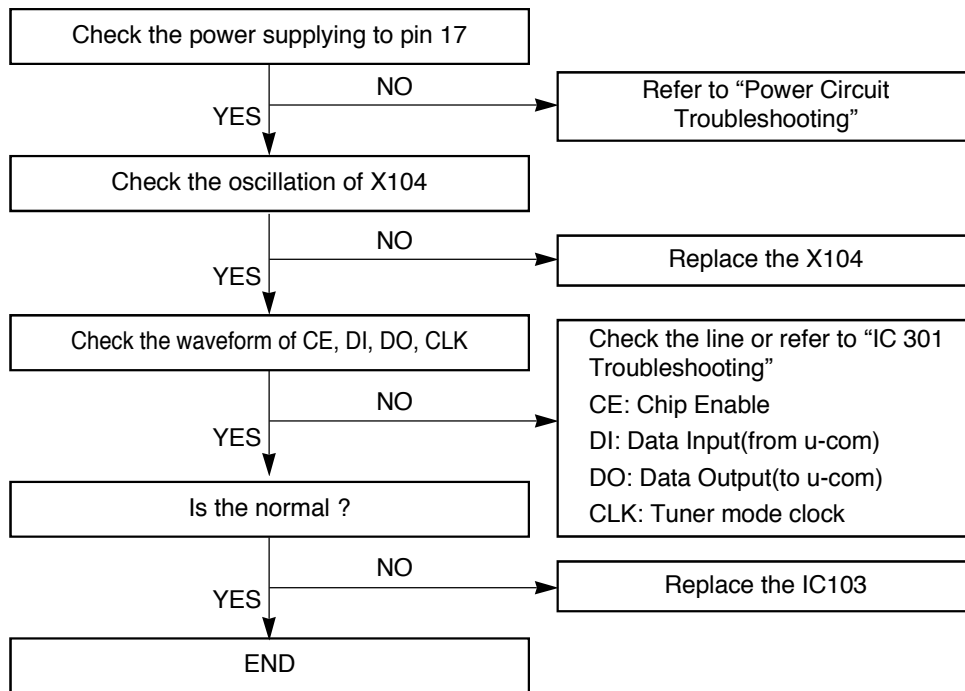 Check the power supplying to pin 17
NO
YES
Refer to “Power Circuit
Troubleshooting”
Check the oscillation of X104
NO
YES
Replace the X104
Check the waveform of CE, DI, DO, CLK
NO
YES
Check the line or refer to “IC 301
Troubleshooting”
CE: Chip Enable
DI: Data Input(from u-com)
DO: Data Output(to u-com)
CLK: Tuner mode clock
Is the normal ?
NO
YES
Replace the IC103
END